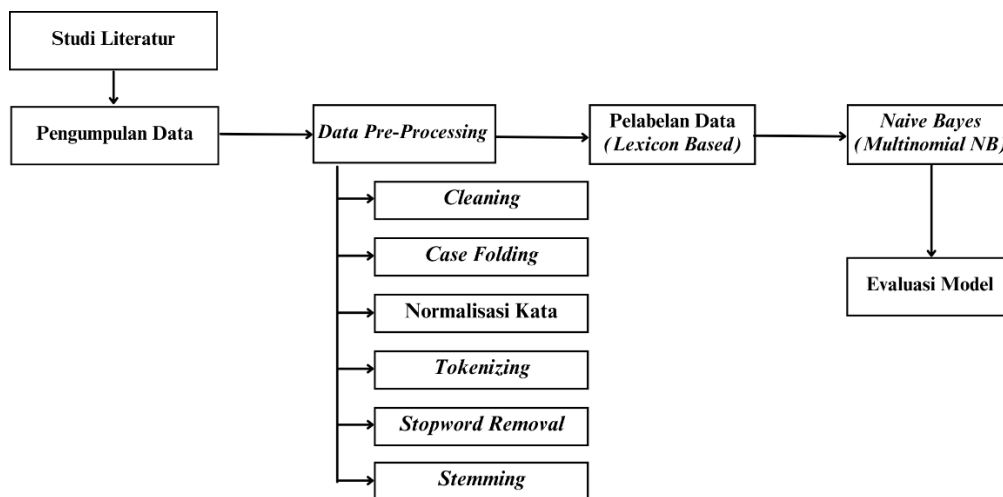 Studi Literatur
Pengumpulan Data
Data Pre-Processing
Pelabelan Data
(Lexicon Based)
Naive Bayes
(Multinomial NB)
Cleaning
Case Folding
Normalisasi Kata
Tokenizing
Stopword Removal
Stemming
Evaluasi Model